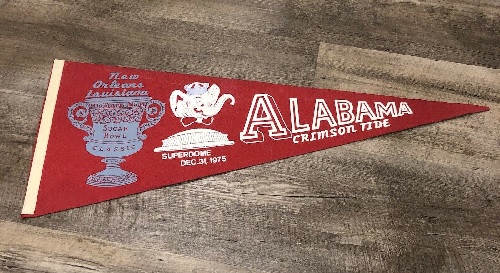 New
Orleans
Louisiana
SUGAR
BOWL
CLASSIC
SUPERDOME
DEC. 31, 1975
ALABAMA
CRIMSON TIDE